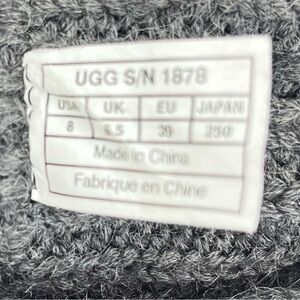 UGG S/N 1878
USA UK EU JAPAN
8 6.5 39 250
Made in China
Fabrique en Chine